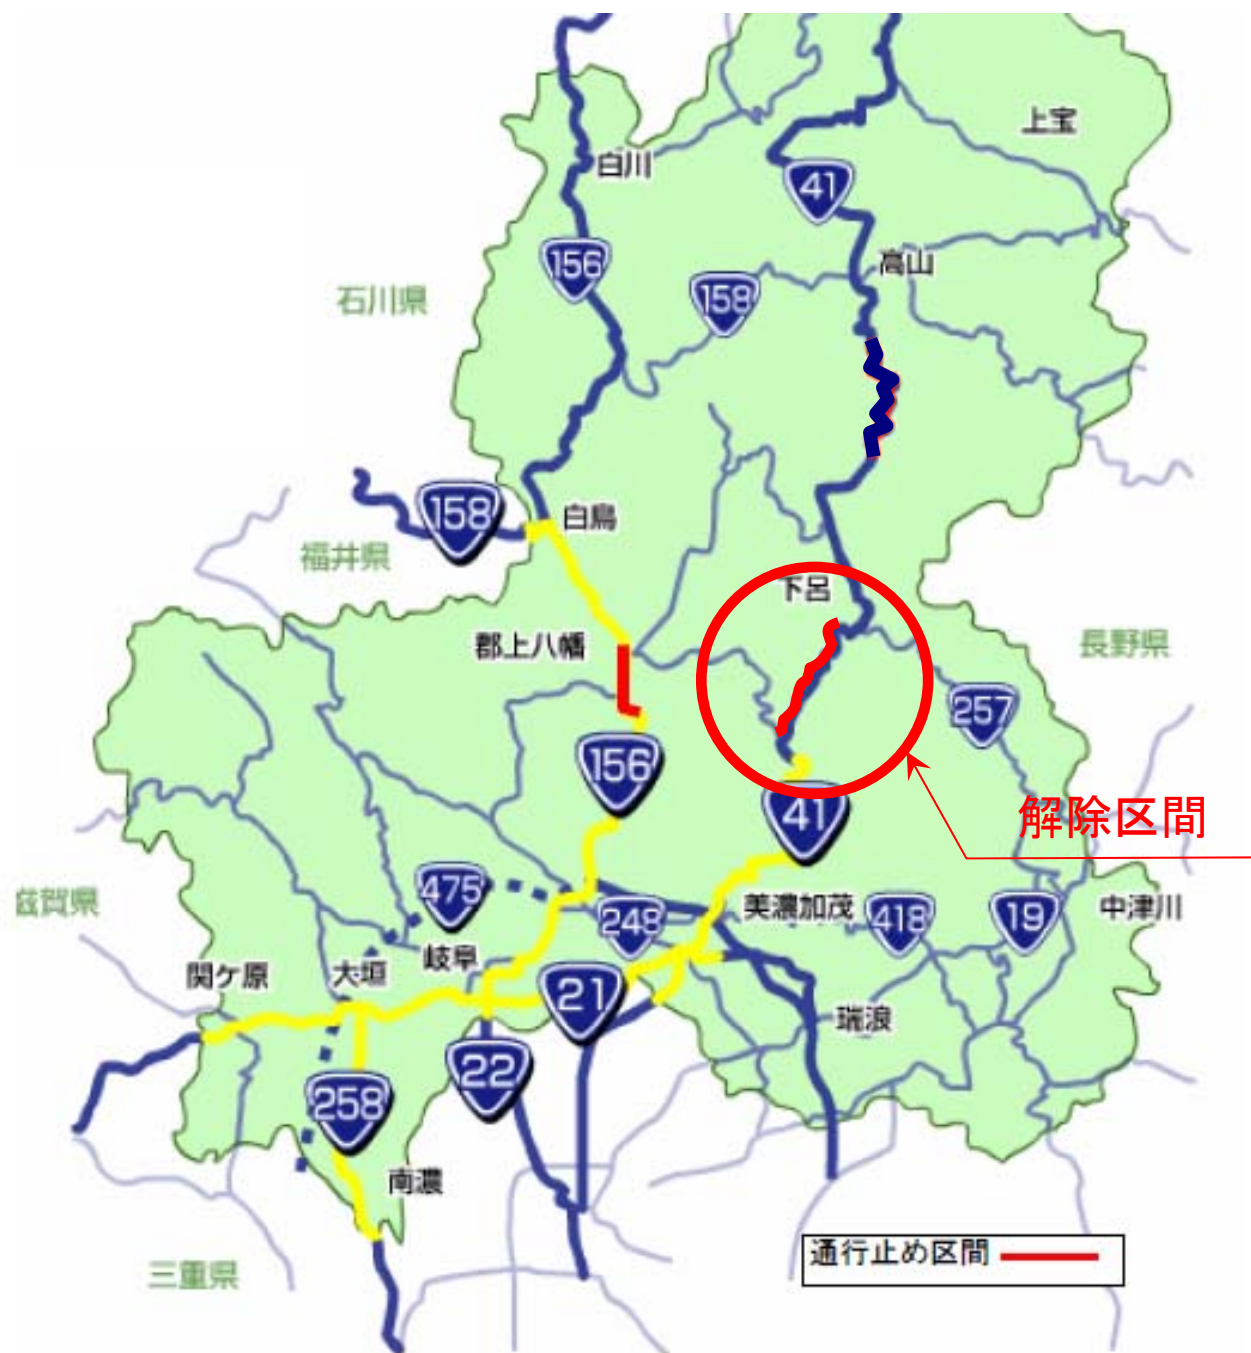 上宝
白川
41
高山
156
158
石川県
158
白鳥
福井県
下呂
郡上八幡
長野県
257
156
41
解除区間
475
滋賀県
248
美濃加茂
418
19
中津川
岐阜
関ケ原
大垣
21
瑞浪
22
258
南濃
三重県
通行止め区間